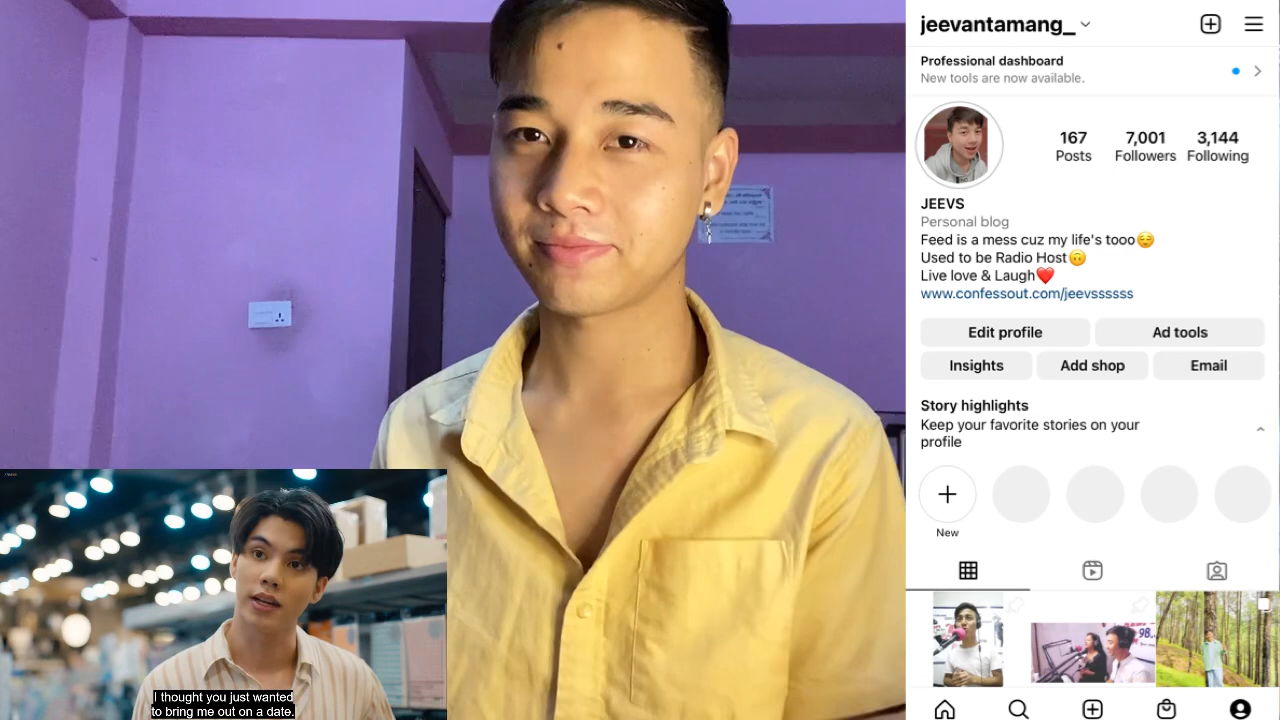 jeevantamang_
Professional dashboard
New tools are now available.
167
Posts
7,001
Followers
3,144
Following
JEEVS
Personal blog
Feed is a mess cuz my life's tooo😌
Used to be Radio Host🙃
Live love & Laugh❤️
www.confessout.com/jeevssssss
Edit profile
Ad tools
Insights
Add shop
Email
Story highlights
Keep your favorite stories on your
profile
New
98.
I thought you just wanted
to bring me out on a date.